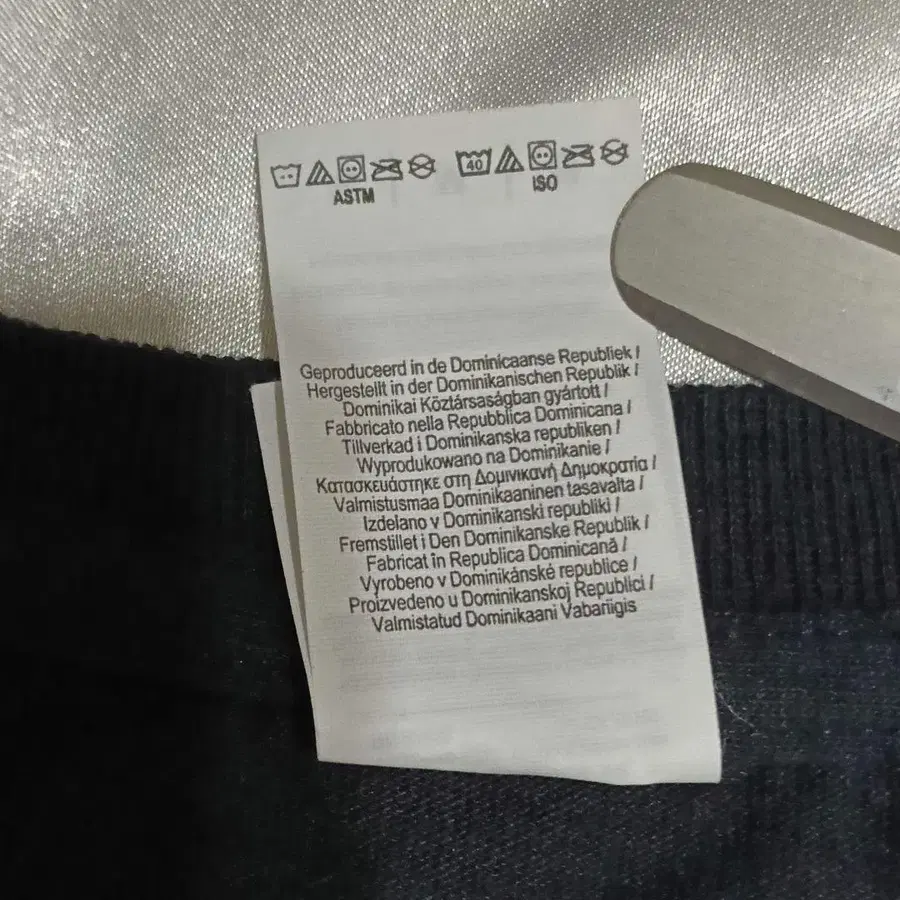 40
ASTM
ISO
Geproduceerd in de Dominicaanse Republiek /
Hergestellt in der Dominikanischen Republik /
Dominikai Köztársaságban gyártott /
Fabbricato nella Repubblica Dominicana /
Tillverkad i Dominikanska republiken /
Wyprodukowano na Dominikanie /
Κατασκευάστηκε στη Δομινικανή Δημοκρατία /
Valmistusmaa Dominikaaninen tasavalta /
Izdelano v Dominikanski republiki /
Fremstillet i Den Dominikanske Republik /
Fabricat în Republica Dominicană /
Vyrobeno v Dominikánské republice /
Proizvedeno u Dominikanskoj Republici /
Valmistatud Dominikaani Vabariigis